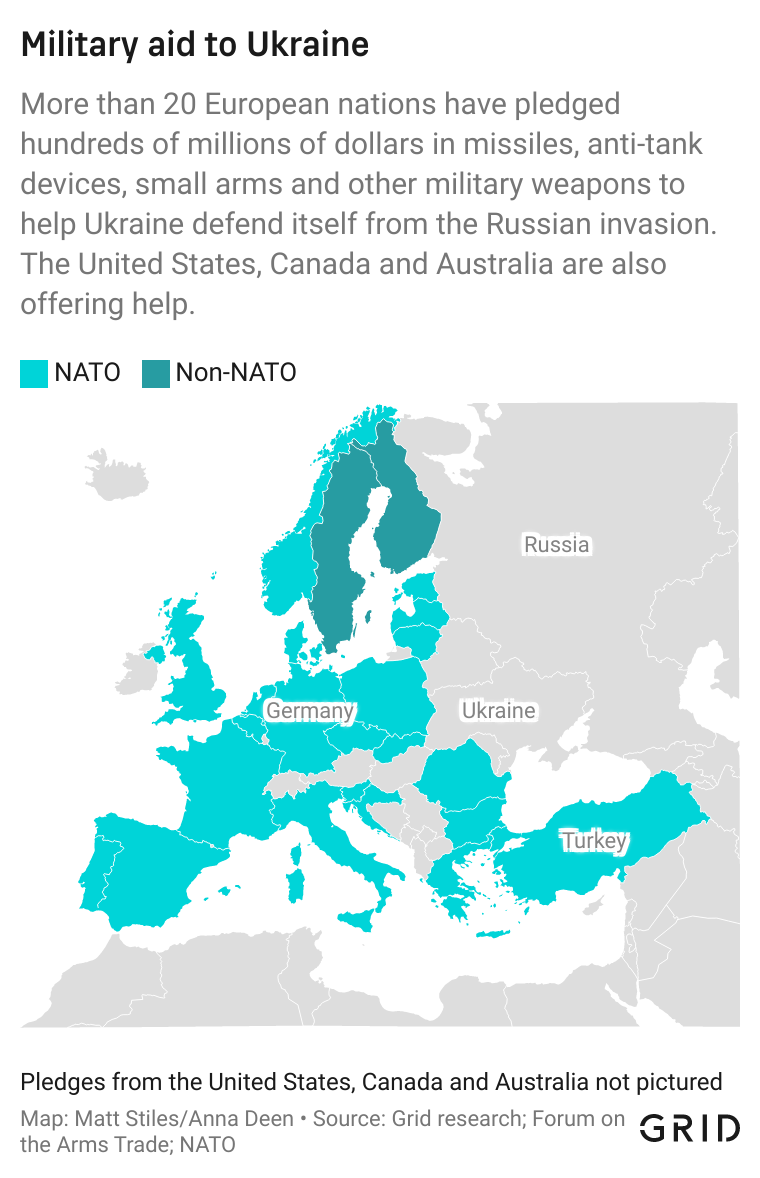 Military aid to Ukraine
More than 20 European nations have pledged
hundreds of millions of dollars in missiles, anti-tank
devices, small arms and other military weapons to
help Ukraine defend itself from the Russian invasion.
The United States, Canada and Australia are also
offering help.
NATO Non-NATO
Russia
Germany
Ukraine
Turkey
Pledges from the United States, Canada and Australia not pictured
Map: Matt Stiles/Anna Deen • Source: Grid research; Forum on
the Arms Trade; NATO
GRID